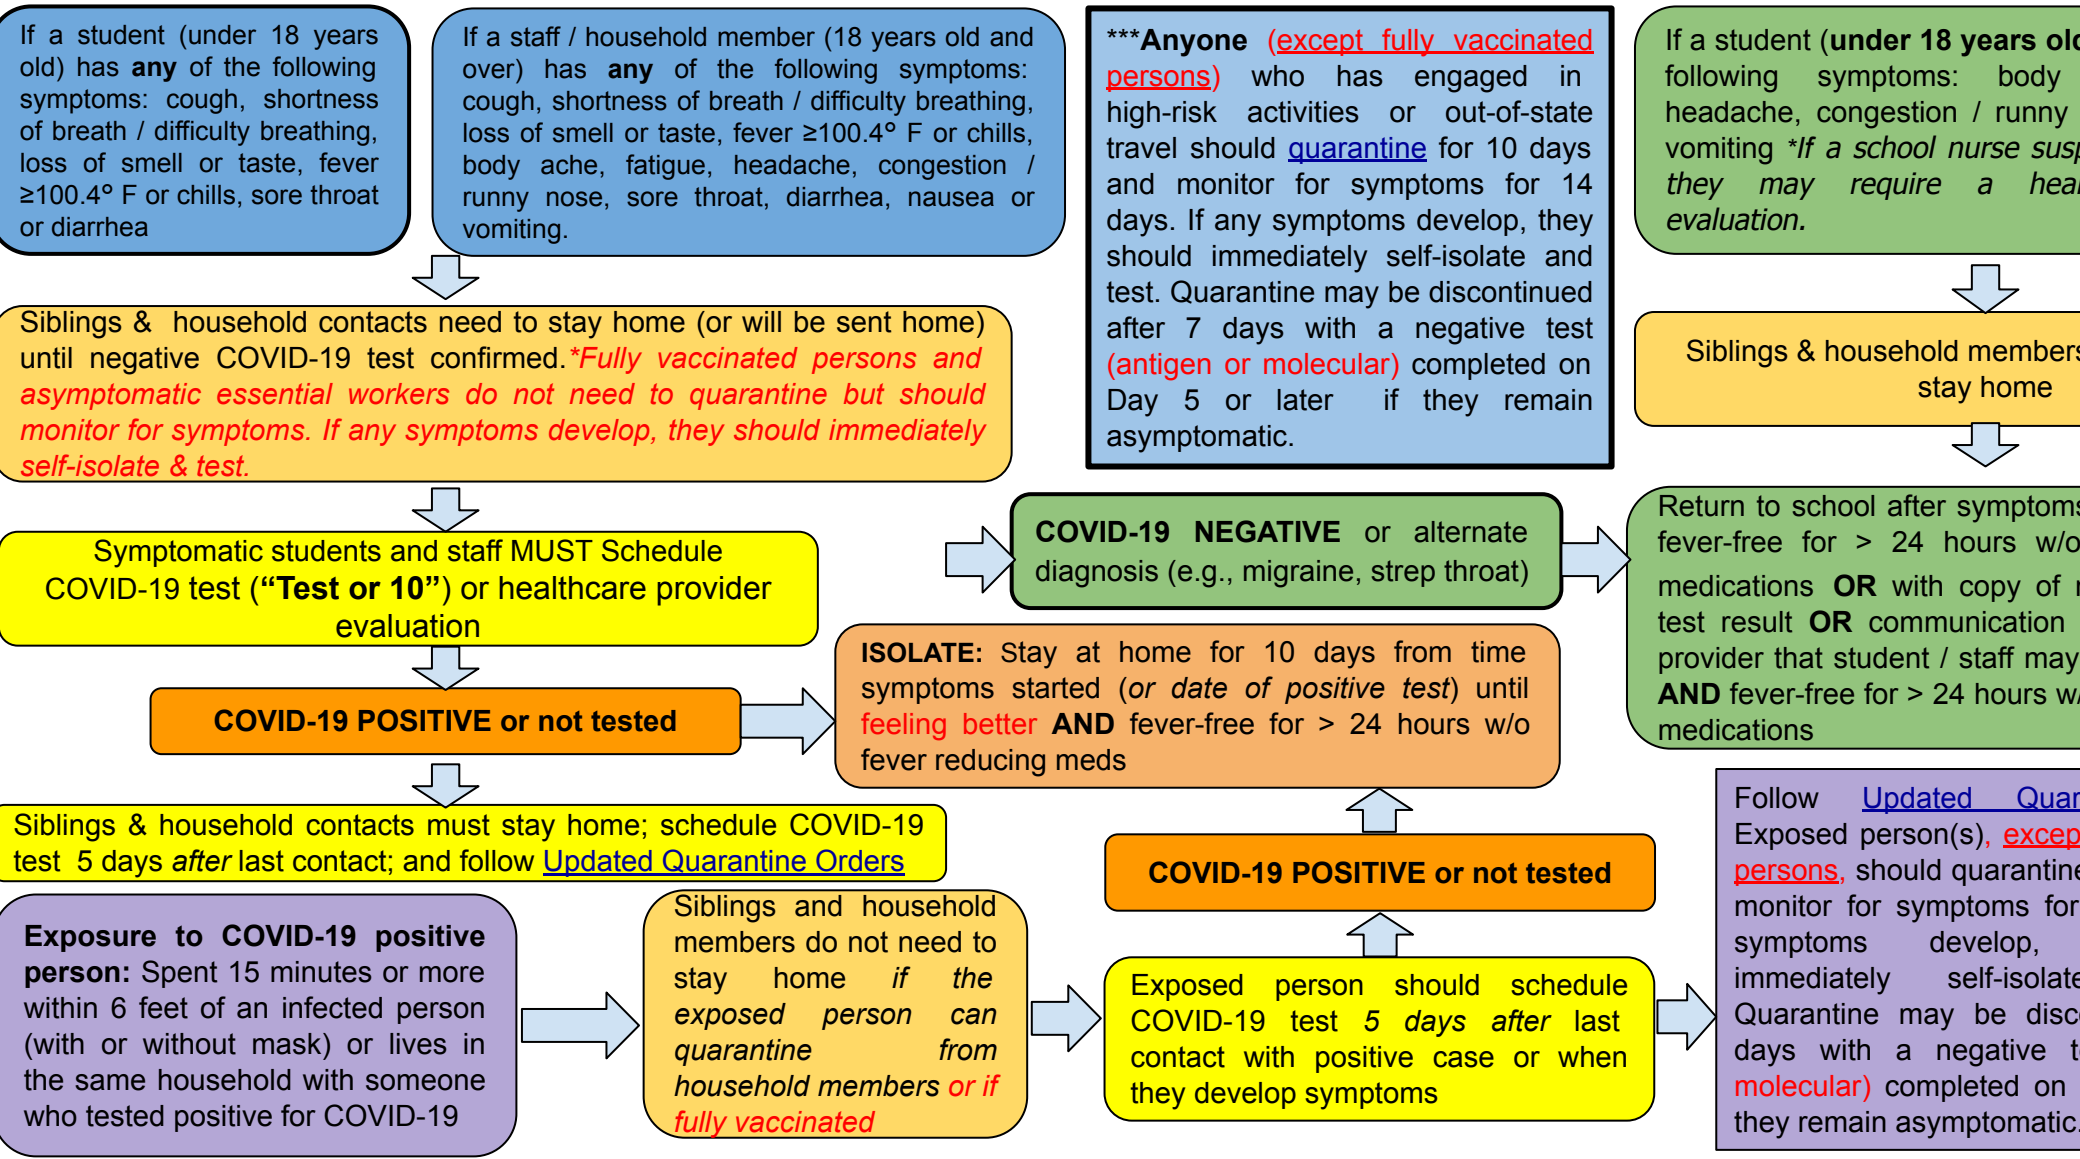 If a student (under 18 years
old) has any of the following
symptoms: cough, shortness
of breath / difficulty breathing,
loss of smell or taste, fever
≥100.4° F or chills, sore throat
or diarrhea
If a staff / household member (18 years old and
over) has any of the following symptoms:
cough, shortness of breath / difficulty breathing,
loss of smell or taste, fever ≥100.4° F or chills,
body ache, fatigue, headache, congestion /
runny nose, sore throat, diarrhea, nausea or
vomiting.
***Anyone (except fully vaccinated
persons) who has engaged in
high-risk activities or out-of-state
travel should quarantine for 10 days
and monitor for symptoms for 14
days. If any symptoms develop, they
should immediately self-isolate and
test. Quarantine may be discontinued
after 7 days with a negative test
(antigen or molecular) completed on
Day 5 or later if they remain
asymptomatic.
If a student (under 18 years
following symptoms: body
headache, congestion / runny
vomiting *If a school nurse
they may require a
evaluation.
Siblings & household contacts need to stay home (or will be sent home)
until negative COVID-19 test confirmed.*Fully vaccinated persons and
asymptomatic essential workers do not need to quarantine but should
monitor for symptoms. If any symptoms develop, they should immediately
self-isolate & test.
Siblings & household members
stay home
Symptomatic students and staff MUST Schedule
COVID-19 test (“Test or 10”) or healthcare provider
evaluation
COVID-19 NEGATIVE or alternate
diagnosis (e.g., migraine, strep throat)
Return to school after symptoms
fever-free for > 24 hours w/o
medications OR with copy of
test result OR communication
provider that student / staff may
AND fever-free for > 24 hours
medications
COVID-19 POSITIVE or not tested
ISOLATE: Stay at home for 10 days from time
symptoms started (or date of positive test) until
feeling better AND fever-free for > 24 hours w/o
fever reducing meds
Siblings & household contacts must stay home; schedule COVID-19
test 5 days after last contact; and follow Updated Quarantine Orders
COVID-19 POSITIVE or not tested
Exposure to COVID-19 positive
person: Spent 15 minutes or more
within 6 feet of an infected person
(with or without mask) or lives in
the same household with someone
who tested positive for COVID-19
Siblings and household
members do not need to
stay home if the
exposed person can
quarantine from
household members or if
fully vaccinated
Exposed person should schedule
COVID-19 test 5 days after last
contact with positive case or when
they develop symptoms
Follow Updated
Exposed person(s),
persons, should quarantine
monitor for symptoms for
symptoms develop,
immediately self-isolate
Quarantine may be
days with a negative
molecular) completed on
they remain asymptomatic.